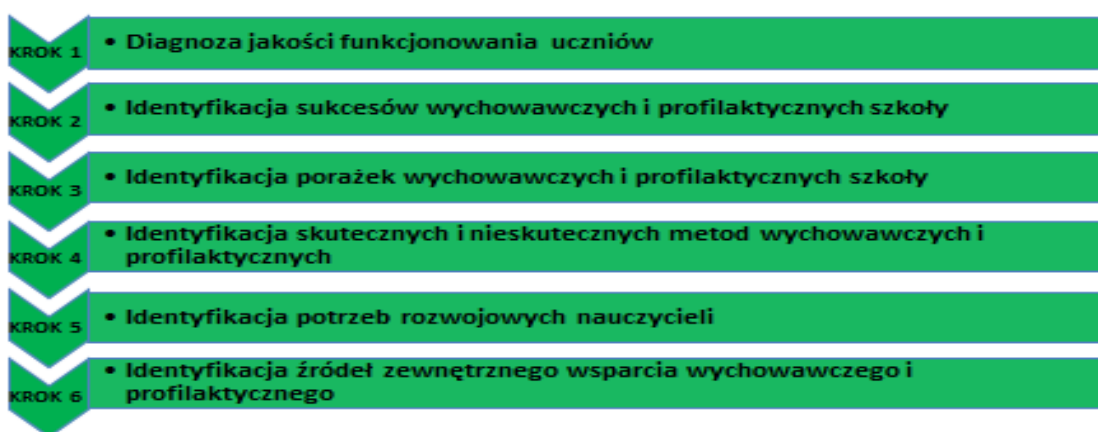 KROK 1
• Diagnoza jakości funkcjonowania uczniów
KROK 2
• Identyfikacja sukcesów wychowawczych i profilaktycznych szkoły
KROK 3
• Identyfikacja porażek wychowawczych i profilaktycznych szkoły
KROK 4
• Identyfikacja skutecznych i nieskutecznych metod wychowawczych i
profilaktycznych
KROK 5
• Identyfikacja potrzeb rozwojowych nauczycieli
KROK 6
• Identyfikacja źródeł zewnętrznego wsparcia wychowawczego i
profilaktycznego